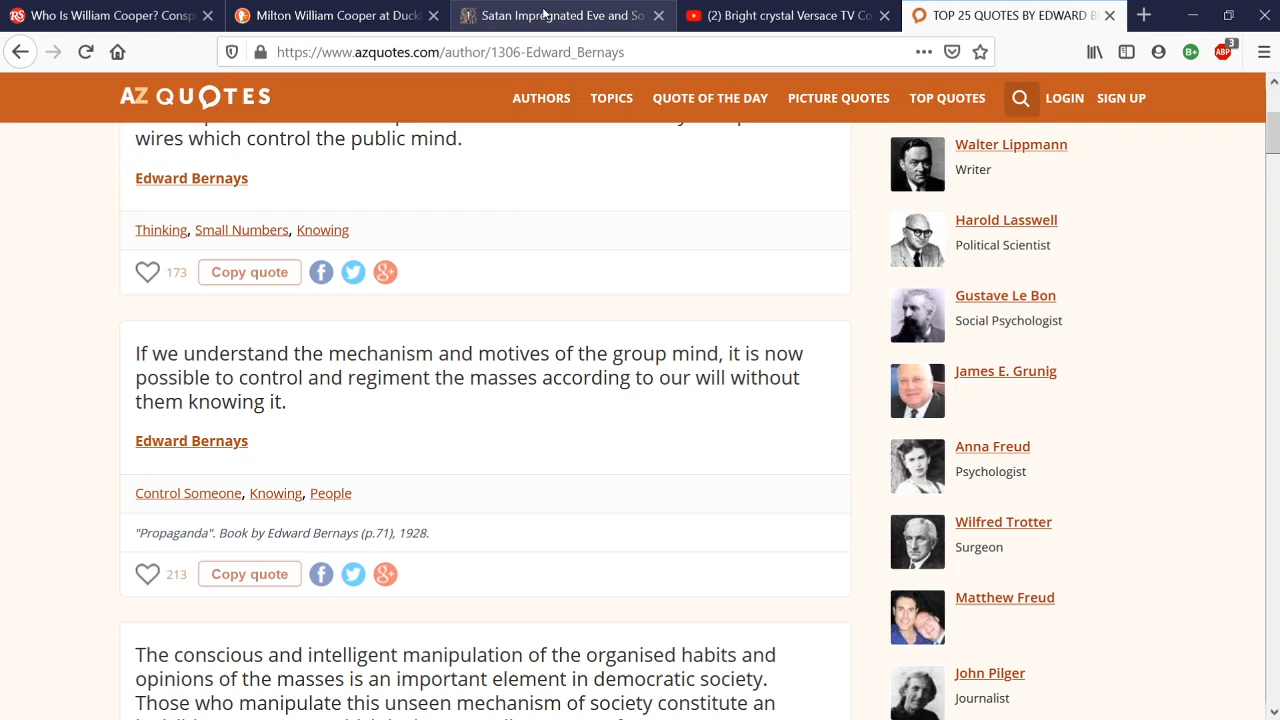 Who Is William Cooper? Consp
Milton William Cooper at Duck
Satan Impregnated Eve and So
(2) Bright crystal Versace TV Co
TOP 25 QUOTES BY EDWARD B
https://www.azquotes.com/author/1306-Edward_Bernays
3
ABP
AZ QUOTES
AUTHORS TOPICS QUOTE OF THE DAY PICTURE QUOTES TOP QUOTES LOGIN SIGN UP
wires which control the public mind.
Edward Bernays
Thinking, Small Numbers, Knowing
173 Copy quote
If we understand the mechanism and motives of the group mind, it is now
possible to control and regiment the masses according to our will without
them knowing it.
Edward Bernays
Control Someone, Knowing, People
"Propaganda". Book by Edward Bernays (p.71), 1928.
213 Copy quote
The conscious and intelligent manipulation of the organised habits and
opinions of the masses is an important element in democratic society.
Those who manipulate this unseen mechanism of society constitute an
Walter Lippmann
Writer
Harold Lasswell
Political Scientist
Gustave Le Bon
Social Psychologist
James E. Grunig
Anna Freud
Psychologist
Wilfred Trotter
Surgeon
Matthew Freud
John Pilger
Journalist